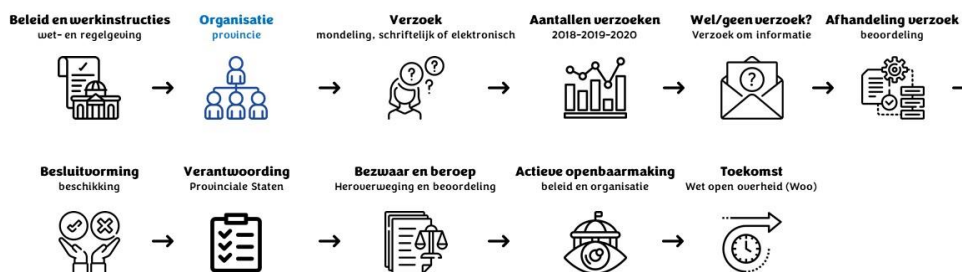 Beleid en werkinstructies
wet- en regelgeving
Organisatie
provincie
Verzoek
mondeling, schriftelijk of elektronisch
Aantallen verzoeken
2018-2019-2020
Wel/geen verzoek?
Verzoek om informatie
Afhandeling verzoek
beoordeling
Besluitvorming
beschikking
Verantwoording
Provinciale Staten
Bezwaar en beroep
Heroverweging en beoordeling
Actieve openbaarmaking
beleid en organisatie
Toekomst
Wet open overheid (Woo)